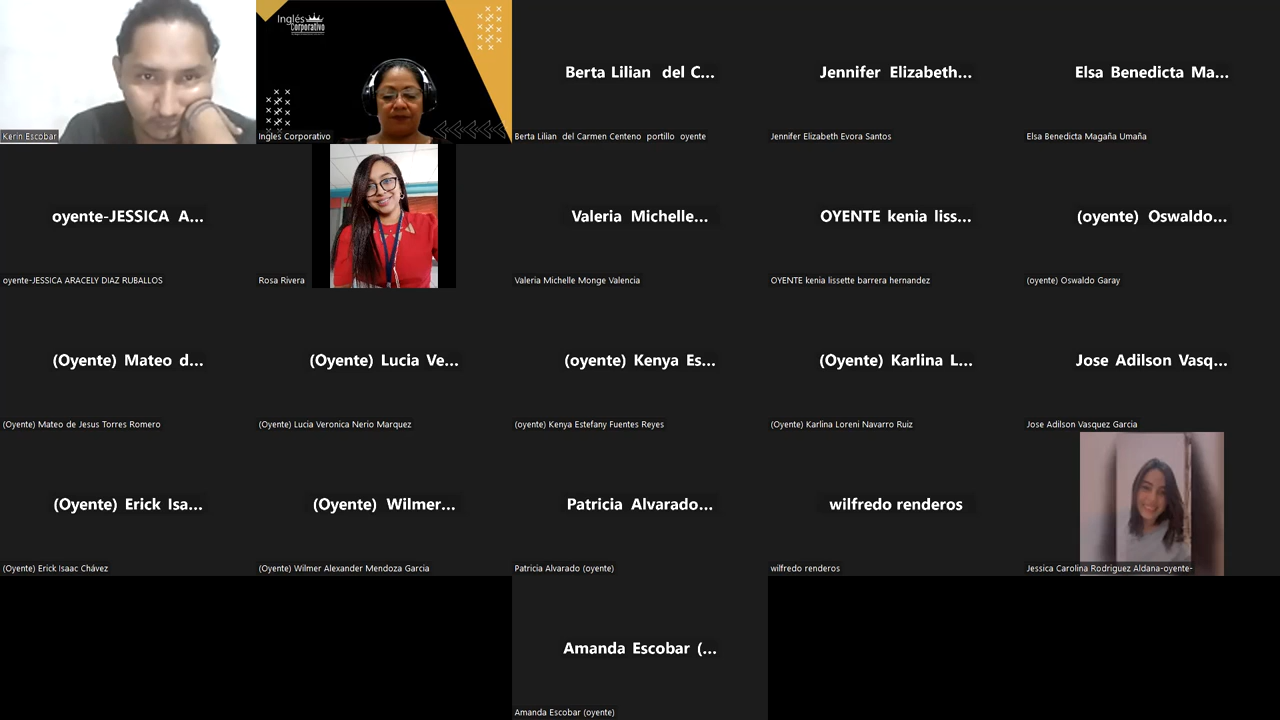 Inglés
Corporativo
Kerin Escobar
Ingles Corporativo
Berta Lilian del C...
Berta Lilian del Carmen Centeno portillo oyente
Jennifer Elizabeth...
Jennifer Elizabeth Evora Santos
Elsa Benedicta Ma...
Elsa Benedicta Magaña Umaña
oyente-JESSICA A...
oyente-JESSICA ARACELY DIAZ RUBALLOS
Rosa Rivera
Valeria Michelle...
Valeria Michelle Monge Valencia
OYENTE kenia liss...
OYENTE kenia lissette barrera hernandez
(oyente) Oswaldo...
(oyente) Oswaldo Garay
(Oyente) Mateo d...
(Oyente) Mateo de Jesus Torres Romero
(Oyente) Lucia Ve...
(Oyente) Lucia Veronica Nerio Marquez
(oyente) Kenya Es...
(oyente) Kenya Estefany Fuentes Reyes
(Oyente) Karlina L...
(Oyente) Karlina Loreni Navarro Ruiz
Jose Adilson Vasq...
Jose Adilson Vasquez Garcia
(Oyente) Erick Isa...
(Oyente) Erick Isaac Chávez
(Oyente) Wilmer...
(Oyente) Wilmer Alexander Mendoza Garcia
Patricia Alvarado...
Patricia Alvarado (oyente)
wilfredo renderos
wilfredo renderos
Jessica Carolina Rodriguez Aldana-oyente-
Amanda Escobar (...
Amanda Escobar (oyente)